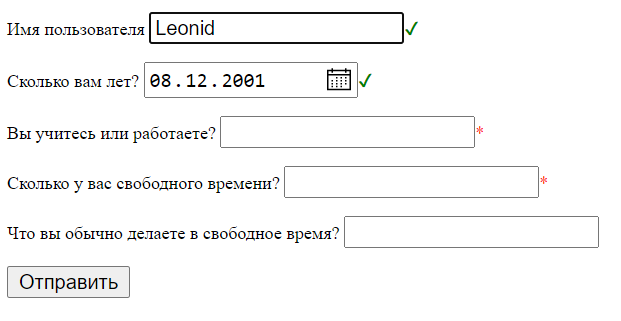 Имя пользователя Leonid ✓
Сколько вам лет? 08.12.2001 ✓
Вы учитесь или работаете? *
Сколько у вас свободного времени? *
Что вы обычно делаете в свободное время?
Отправить